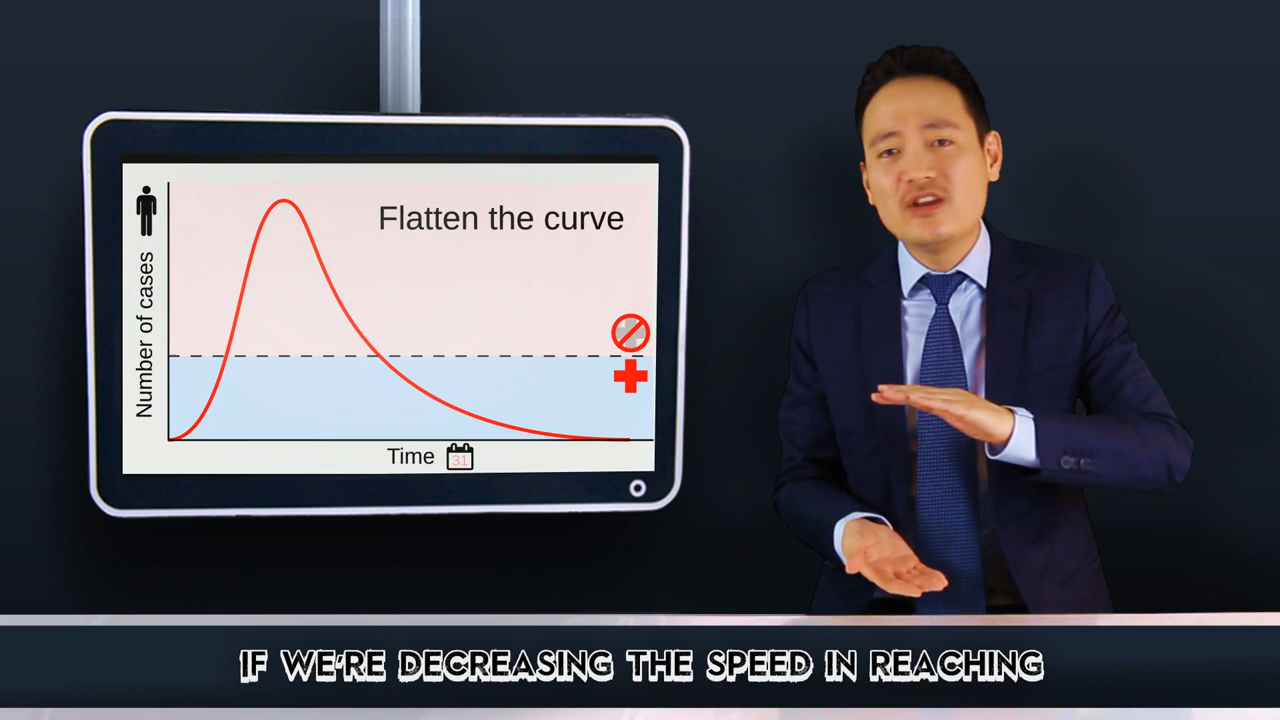 Flatten the curve
Number of cases
Time
31
IF WE'RE DECREASING THE SPEED IN REACHING